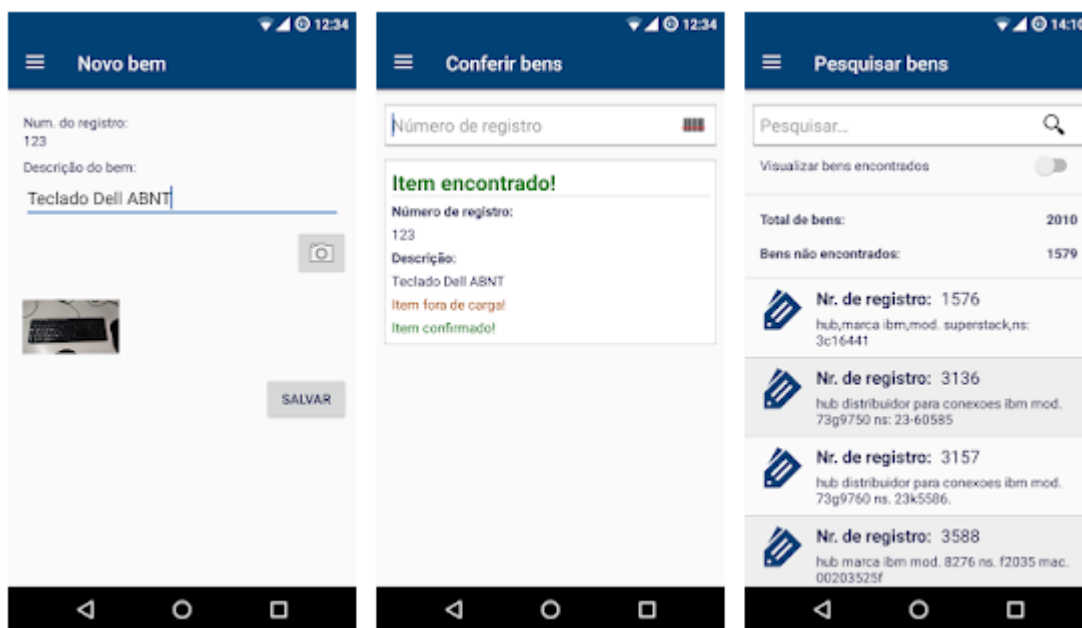 12:34
Novo bem
Num. do registro:
123
Descrição do bem:
Teclado Dell ABNT
SALVAR
12:34
Conferir bens
Número de registro
Item encontrado!
Número de registro:
123
Descrição:
Teclado Dell ABNT
Item fora de carga!
Item confirmado!
14:10
Pesquisar bens
Pesquisar...
Visualizar bens encontrados
Total de bens: 2010
Bens não encontrados: 1579
Nr. de registro: 1576
hub,marca ibm,mod. superstack,ns:
3c16441
Nr. de registro: 3136
hub distribuidor para conexoes ibm mod.
73g9750 ns: 23-60585
Nr. de registro: 3157
hub distribuidor para conexoes ibm mod.
73g9760 ns. 23k5586.
Nr. de registro: 3588
hub marca ibm mod. 8276 ns. f2035 mac.
00203525f